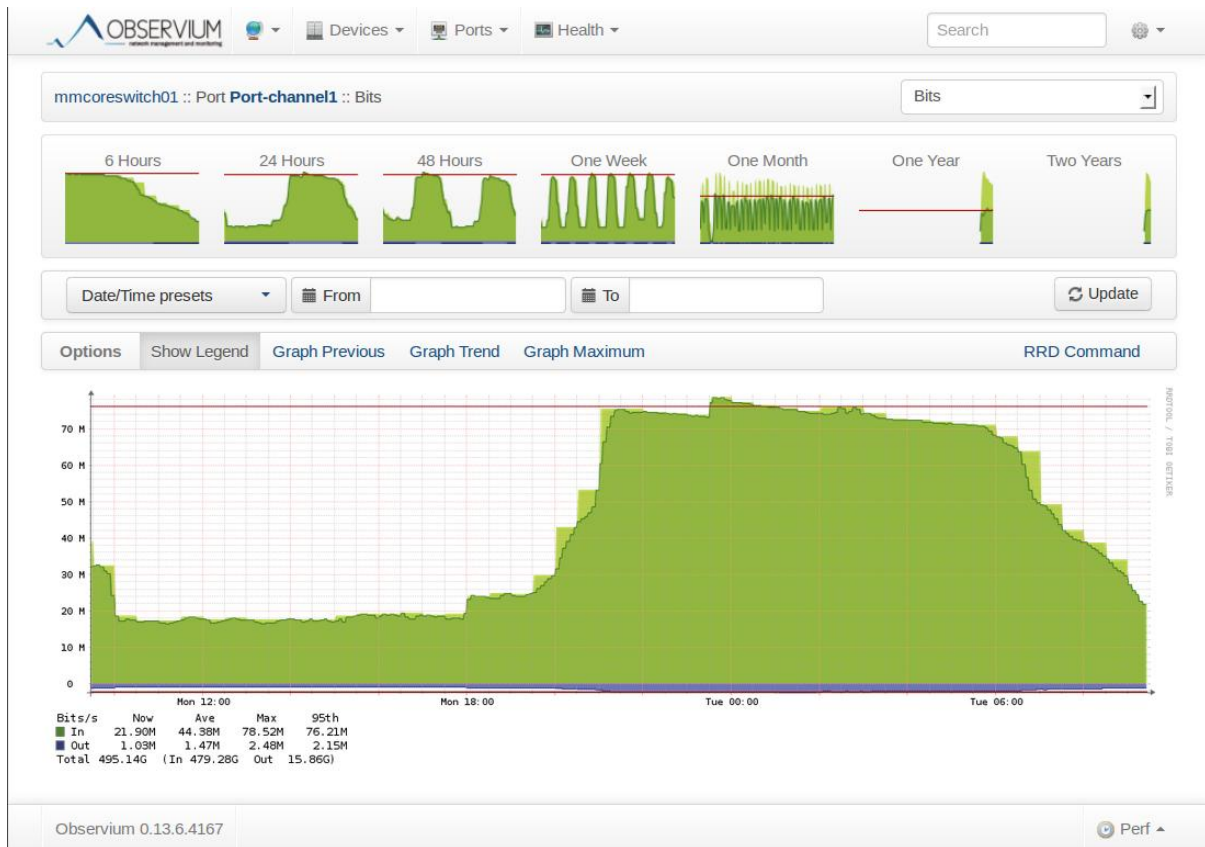 OBSERVIUM
network management and monitoring
Devices
Ports
Health
Search
mmcoreswitch01 :: Port Port-channel1 :: Bits
Bits
6 Hours
24 Hours
48 Hours
One Week
One Month
One Year
Two Years
Date/Time presets
From
To
Update
Options
Show Legend
Graph Previous
Graph Trend
Graph Maximum
RRD Command
RRDTOOL / TOBI OETIKER
70 M
60 M
50 M
40 M
30 M
20 M
10 M
0
Mon 12:00
Mon 18:00
Tue 00:00
Tue 06:00
Bits/s Now Ave Max 95th
In 21.90M 44.38M 78.52M 76.21M
Out 1.03M 1.47M 2.48M 2.15M
Total 495.14G (In 479.28G Out 15.86G)
Observium 0.13.6.4167
Perf